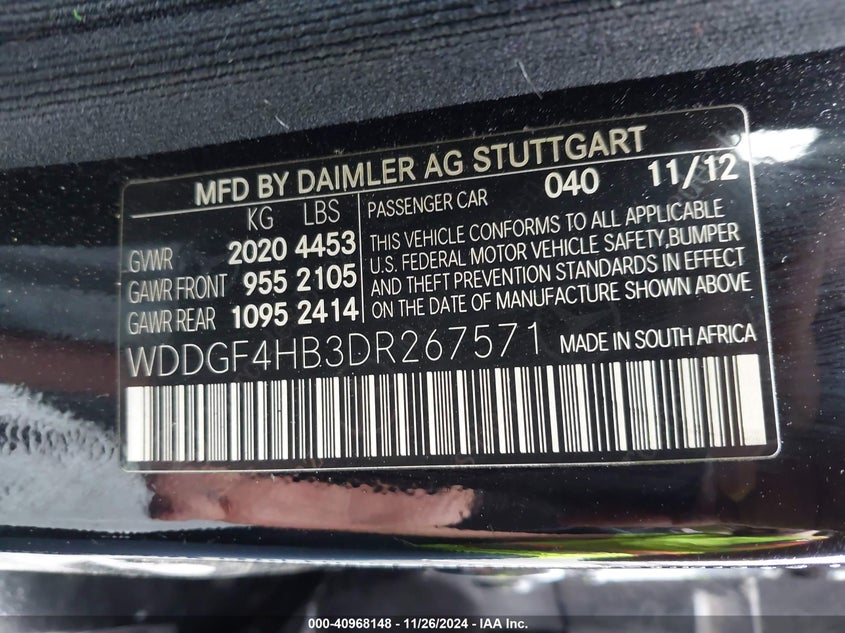 MFD BY DAIMLER AG STUTTGART
KG LBS
GVWR 2020 4453
GAWR FRONT 955 2105
GAWR REAR 1095 2414
PASSENGER CAR 040 11/12
THIS VEHICLE CONFORMS TO ALL APPLICABLE
U.S. FEDERAL MOTOR VEHICLE SAFETY,BUMPER
AND THEFT PREVENTION STANDARDS IN EFFECT
ON THE DATE OF MANUFACTURE SHOWN ABOVE
WDDGF4HB3DR267571 MADE IN SOUTH AFRICA
000-40968148 - 11/26/2024 - IAA Inc.